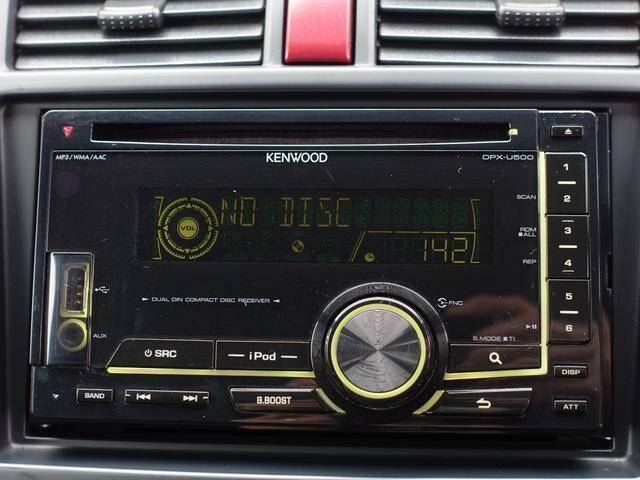 MP3/WMA/AAC
KENWOOD
DPX-U500
1
SCAN
2
VOL
NO DISC
142
RDM
■ALL
3
REP
4
DUAL DIN COMPACT DISC RECEIVER
FNC
5
AUX
S.MODE ■TI
6
SRC
iPod
DISP
BAND
B.BOOST
ATT